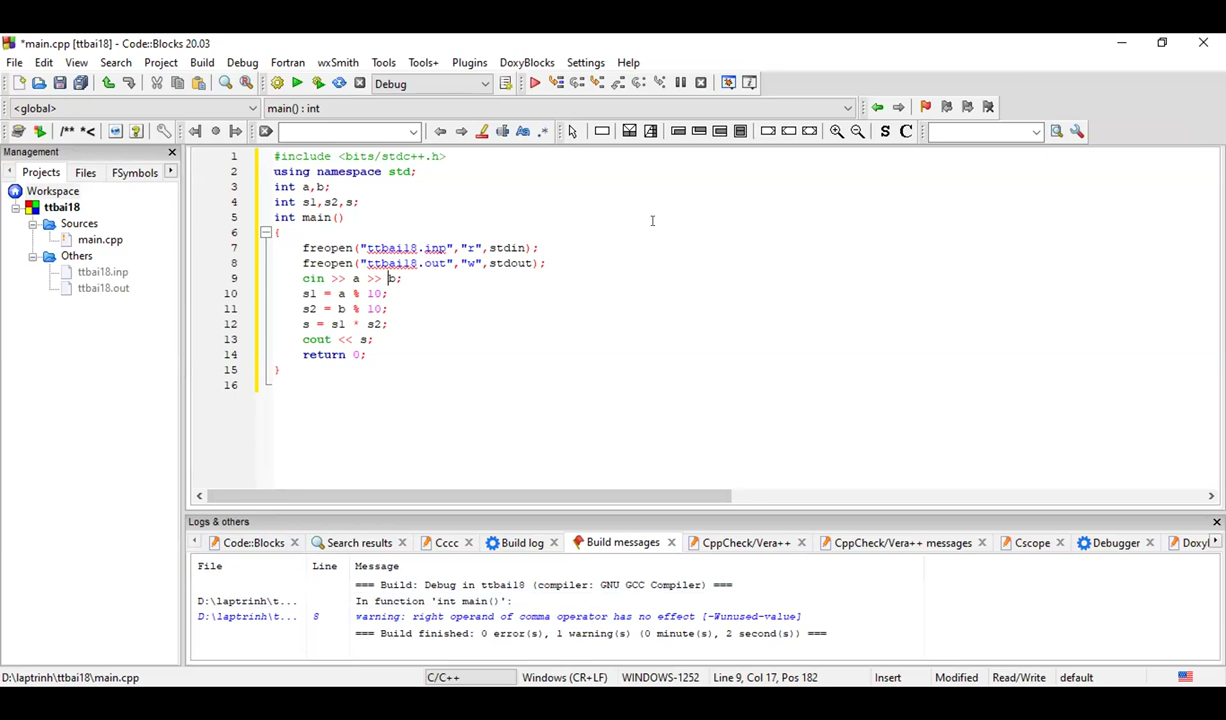 *main.cpp [ttbai18] - Code::Blocks 20.03
File Edit View Search Project Build Debug Fortran wxSmith Tools Tools+ Plugins DoxyBlocks Settings Help
Debug
<global> main() : int
/** *< Aa .* S C
Management
Projects Files FSymbols
Workspace
ttbai18
Sources
main.cpp
Others
ttbai18.inp
ttbai18.out
1 #include <bits/stdc++.h>
2 using namespace std;
3 int a,b;
4 int s1,s2,s;
5 int main()
6 {
7 freopen("ttbai18.inp","r",stdin);
8 freopen("ttbai18.out","w",stdout);
9 cin >> a >> b;
10 s1 = a % 10;
11 s2 = b % 10;
12 s = s1 * s2;
13 cout << s;
14 return 0;
15 }
16
Logs & others
Code::Blocks Search results Cccc Build log Build messages CppCheck/Vera++ CppCheck/Vera++ messages Cscope Debugger Doxyl
File Line Message
=== Build: Debug in ttbai18 (compiler: GNU GCC Compiler) ===
D:\laptrinh\t... In function 'int main()':
D:\laptrinh\t... 8 warning: right operand of comma operator has no effect [-Wunused-value]
=== Build finished: 0 error(s), 1 warning(s) (0 minute(s), 2 second(s)) ===
D:\laptrinh\ttbai18\main.cpp C/C++ Windows (CR+LF) WINDOWS-1252 Line 9, Col 17, Pos 182 Insert Modified Read/Write default